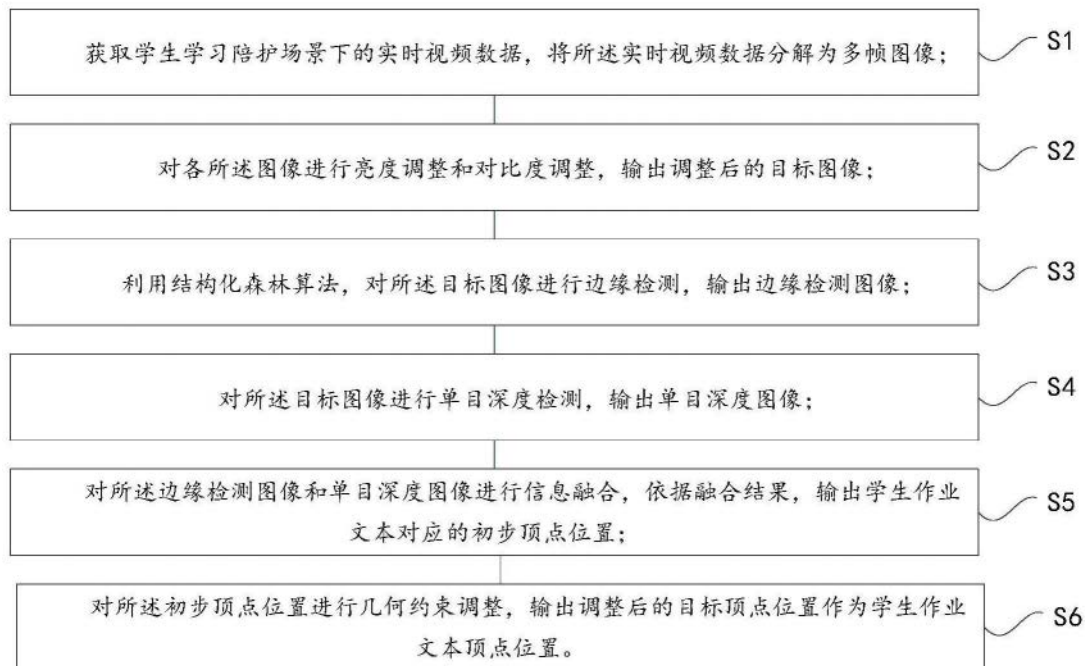 获取学生学习陪护场景下的实时视频数据，将所述实时视频数据分解为多帧图像；
S1
对各所述图像进行亮度调整和对比度调整，输出调整后的目标图像；
S2
利用结构化森林算法，对所述目标图像进行边缘检测，输出边缘检测图像；
S3
对所述目标图像进行单目深度检测，输出单目深度图像；
S4
对所述边缘检测图像和单目深度图像进行信息融合，依据融合结果，输出学生作业
文本对应的初步顶点位置；
S5
对所述初步顶点位置进行几何约束调整，输出调整后的目标顶点位置作为学生作业
文本顶点位置。
S6